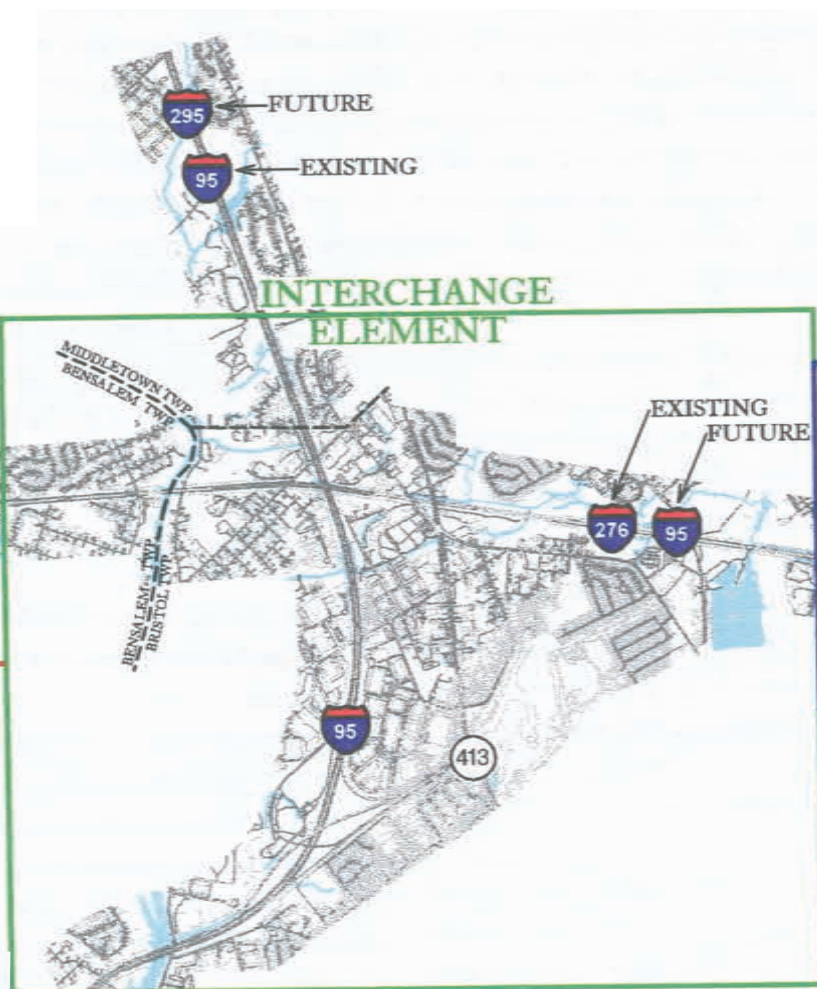 295
FUTURE
95
EXISTING
INTERCHANGE
ELEMENT
MIDDLETOWN TWP
BENSALEM TWP
EXISTING
FUTURE
276
95
BENSALEM TWP
BRISTOL TWP
95
413